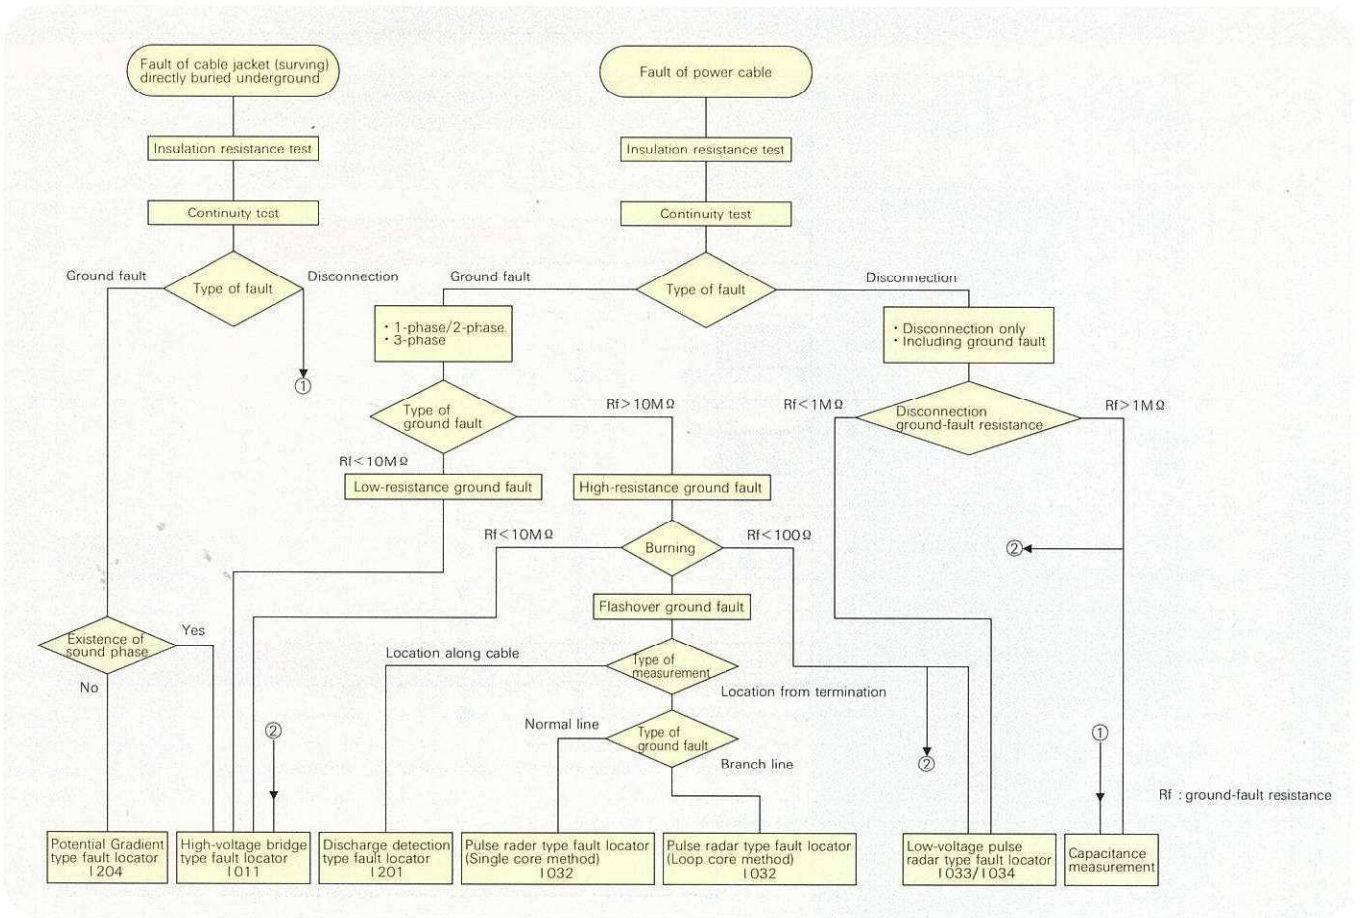 Fault of cable jacket (surving)
directly buried underground
Fault of power cable
Insulation resistance test
Insulation resistance test
Continuity test
Continuity test
Ground fault
Type of fault
Disconnection
Ground fault
Type of fault
Disconnection
• 1-phase/2-phase
• 3-phase
• Disconnection only
• Including ground fault
①
Type of
ground fault
Rf>10MΩ
Rf<1MΩ
Disconnection
ground-fault resistance
Rf>1MΩ
Rf<10MΩ
Low-resistance ground fault
High-resistance ground fault
Rf<10MΩ
Burning
Rf<100Ω
②
Flashover ground fault
Existence of
sound phase
Yes
No
Location along cable
Type of
measurement
Location from termination
Normal line
Type of
ground fault
Branch line
②
②
①
Rf : ground-fault resistance
Potential Gradient
type fault locator
1204
High-voltage bridge
type fault locator
1011
Discharge detection
type fault locator
1201
Pulse rader type fault locator
(Single core method)
1032
Pulse radar type fault locator
(Loop core method)
1032
Low-voltage pulse
radar type fault locator
1033/1034
Capacitance
measurement